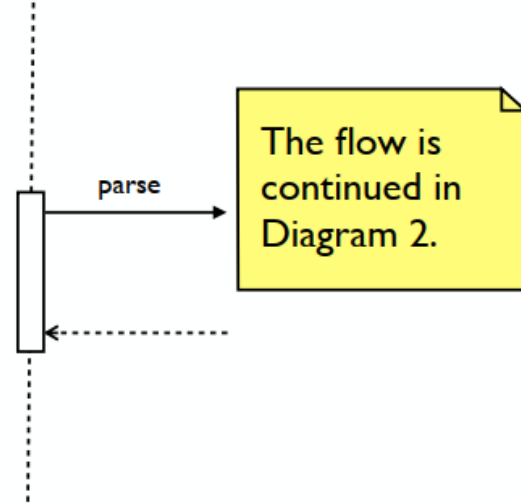 parse
The flow is
continued in
Diagram 2.